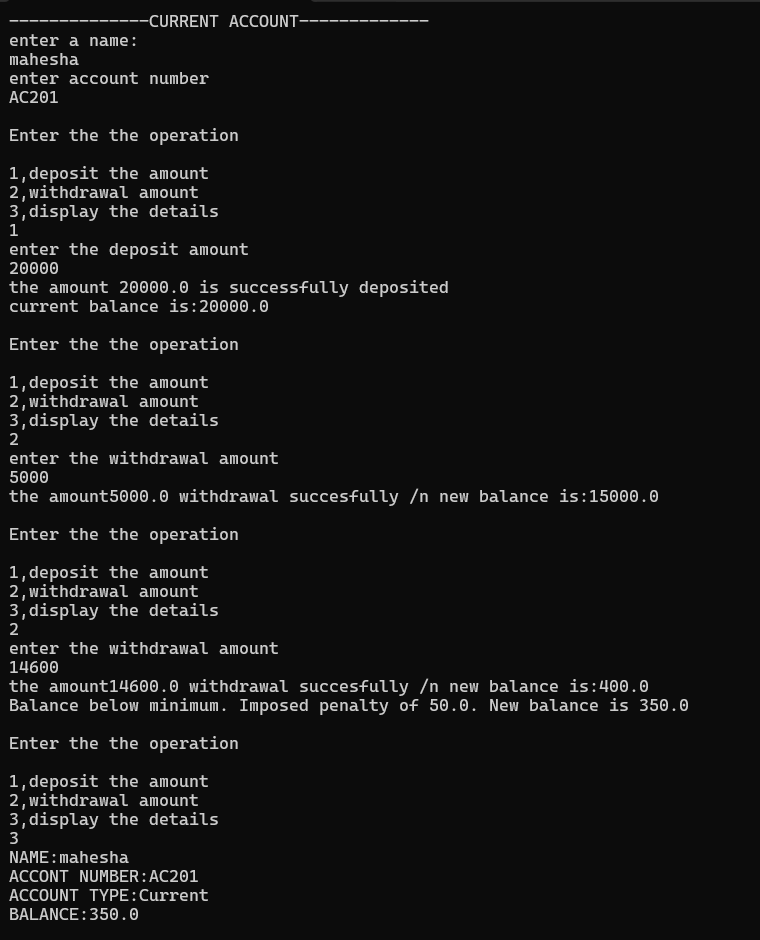 --------------CURRENT ACCOUNT-------------
enter a name:
mahesha
enter account number
AC201
Enter the the operation
1,deposit the amount
2,withdrawal amount
3,display the details
1
enter the deposit amount
20000
the amount 20000.0 is successfully deposited
current balance is:20000.0
Enter the the operation
1,deposit the amount
2,withdrawal amount
3,display the details
2
enter the withdrawal amount
5000
the amount5000.0 withdrawal succesfully /n new balance is:15000.0
Enter the the operation
1,deposit the amount
2,withdrawal amount
3,display the details
2
enter the withdrawal amount
14600
the amount14600.0 withdrawal succesfully /n new balance is:400.0
Balance below minimum. Imposed penalty of 50.0. New balance is 350.0
Enter the the operation
1,deposit the amount
2,withdrawal amount
3,display the details
3
NAME:mahesha
ACCONT NUMBER:AC201
ACCOUNT TYPE:Current
BALANCE:350.0